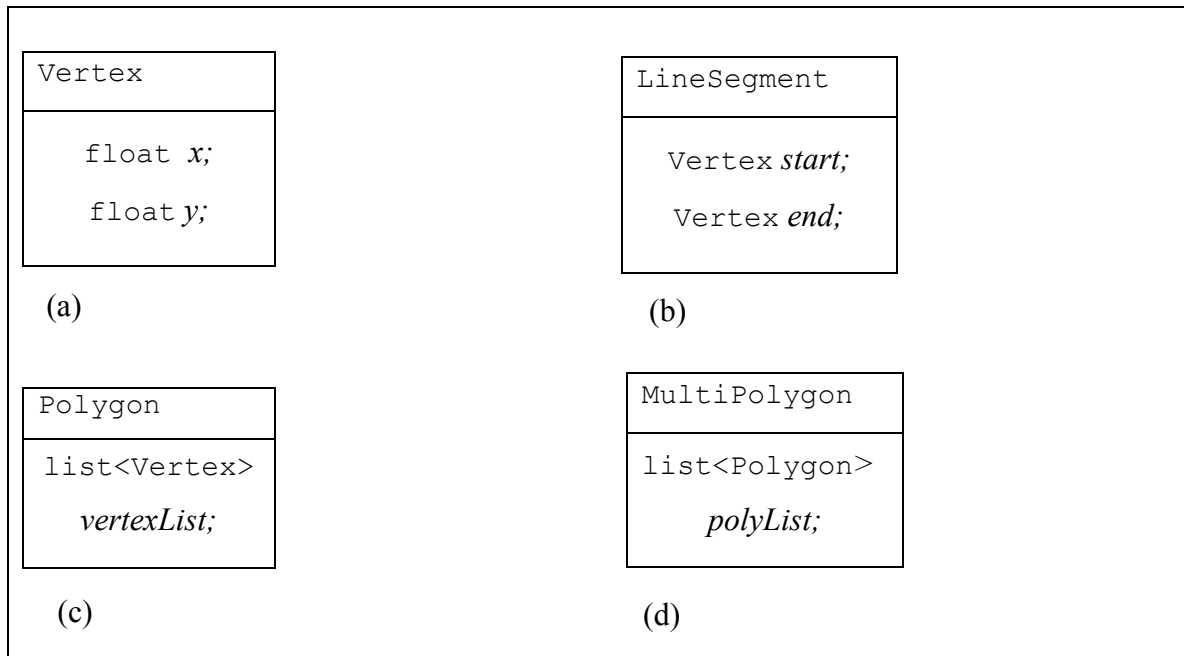 Vertex
float x;
float y;
(a)
LineSegment
Vertex start;
Vertex end;
(b)
Polygon
list<Vertex>
vertexList;
(c)
MultiPolygon
list<Polygon>
polyList;
(d)